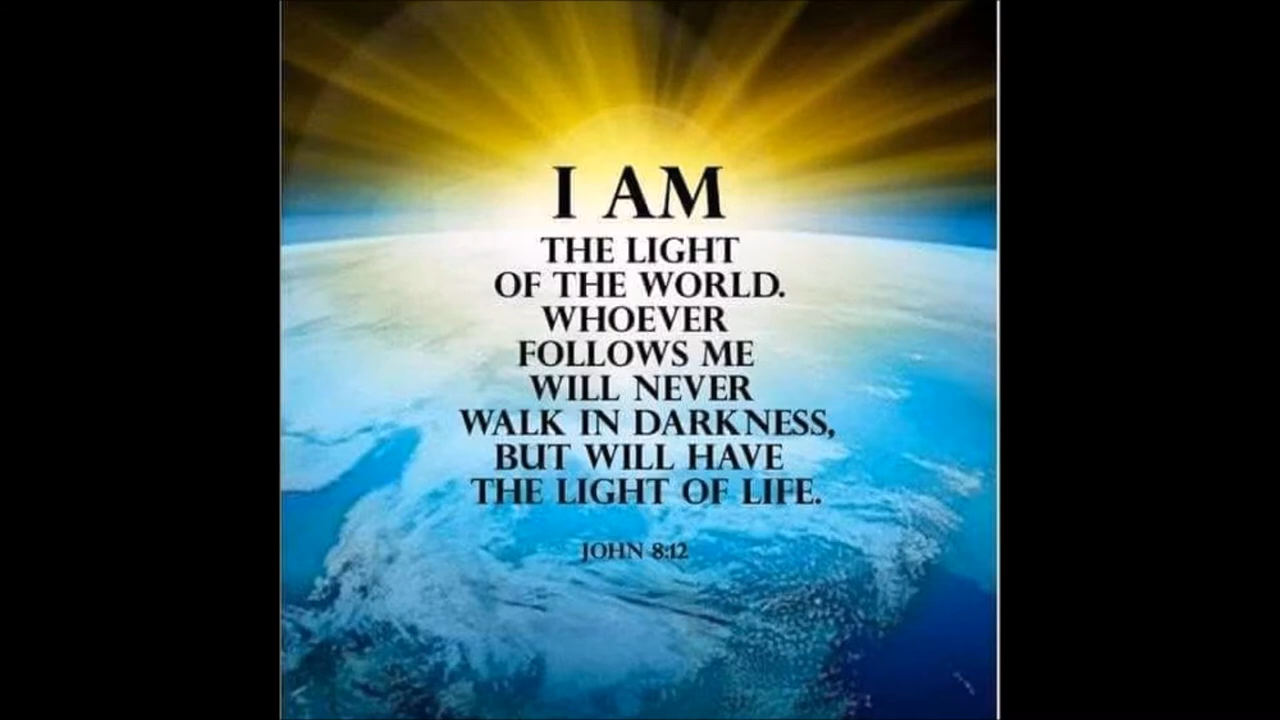 I AM
THE LIGHT
OF THE WORLD.
WHOEVER
FOLLOWS ME
WILL NEVER
WALK IN DARKNESS,
BUT WILL HAVE
THE LIGHT OF LIFE.
JOHN 8:12